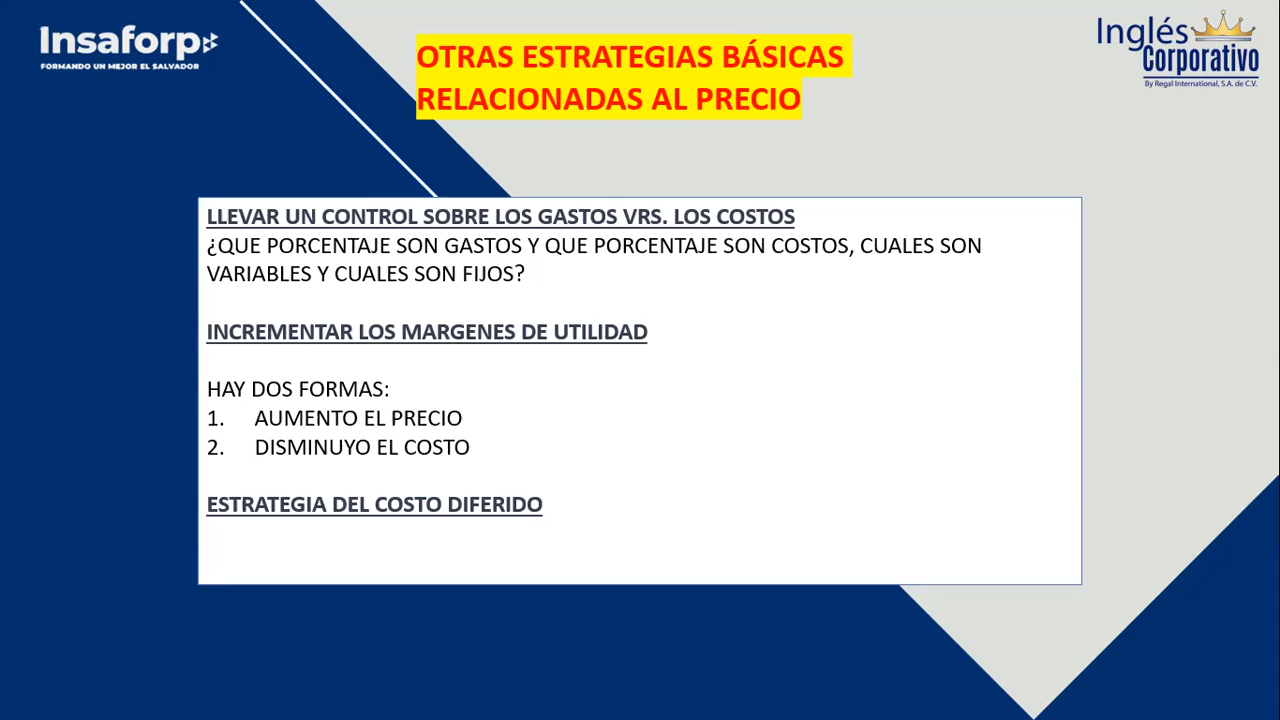 Insaforp
FORMANDO UN MEJOR EL SALVADOR
OTRAS ESTRATEGIAS BÁSICAS
RELACIONADAS AL PRECIO
Inglés
Corporativo
By Regal International, S.A. de C.V.
LLEVAR UN CONTROL SOBRE LOS GASTOS VRS. LOS COSTOS
¿QUE PORCENTAJE SON GASTOS Y QUE PORCENTAJE SON COSTOS, CUALES SON
VARIABLES Y CUALES SON FIJOS?
INCREMENTAR LOS MARGENES DE UTILIDAD
HAY DOS FORMAS:
1. AUMENTO EL PRECIO
2. DISMINUYO EL COSTO
ESTRATEGIA DEL COSTO DIFERIDO